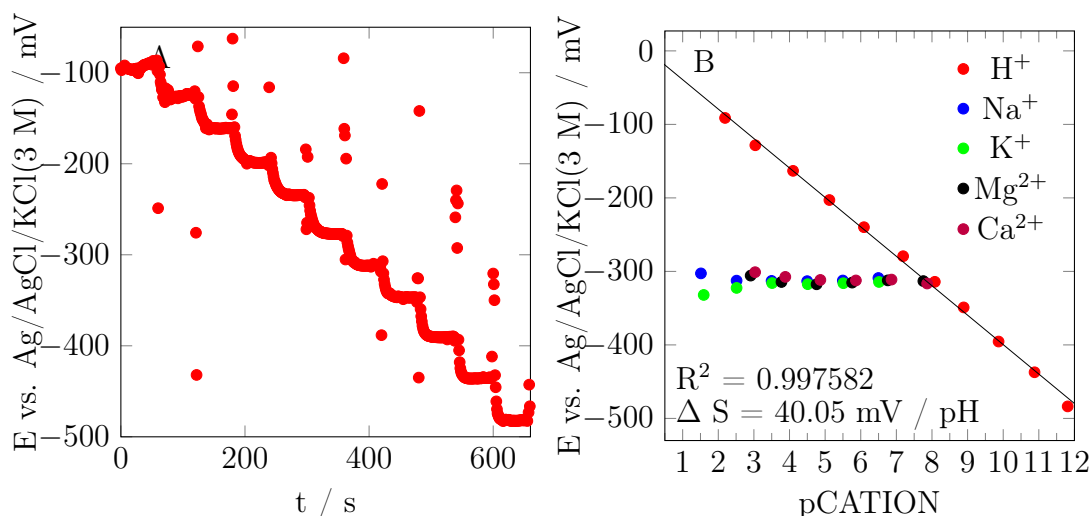 E vs. Ag/AgCl/KCl(3 M) / mV
A
−100
−200
−300
−400
−500
0 200 400 600
t / s
E vs. Ag/AgCl/KCl(3 M) / mV
B
0
−100
−200
−300
−400
−500
H⁺
Na⁺
K⁺
Mg²⁺
Ca²⁺
R² = 0.997582
Δ S = 40.05 mV / pH
1 2 3 4 5 6 7 8 9 10 11 12
pCATION